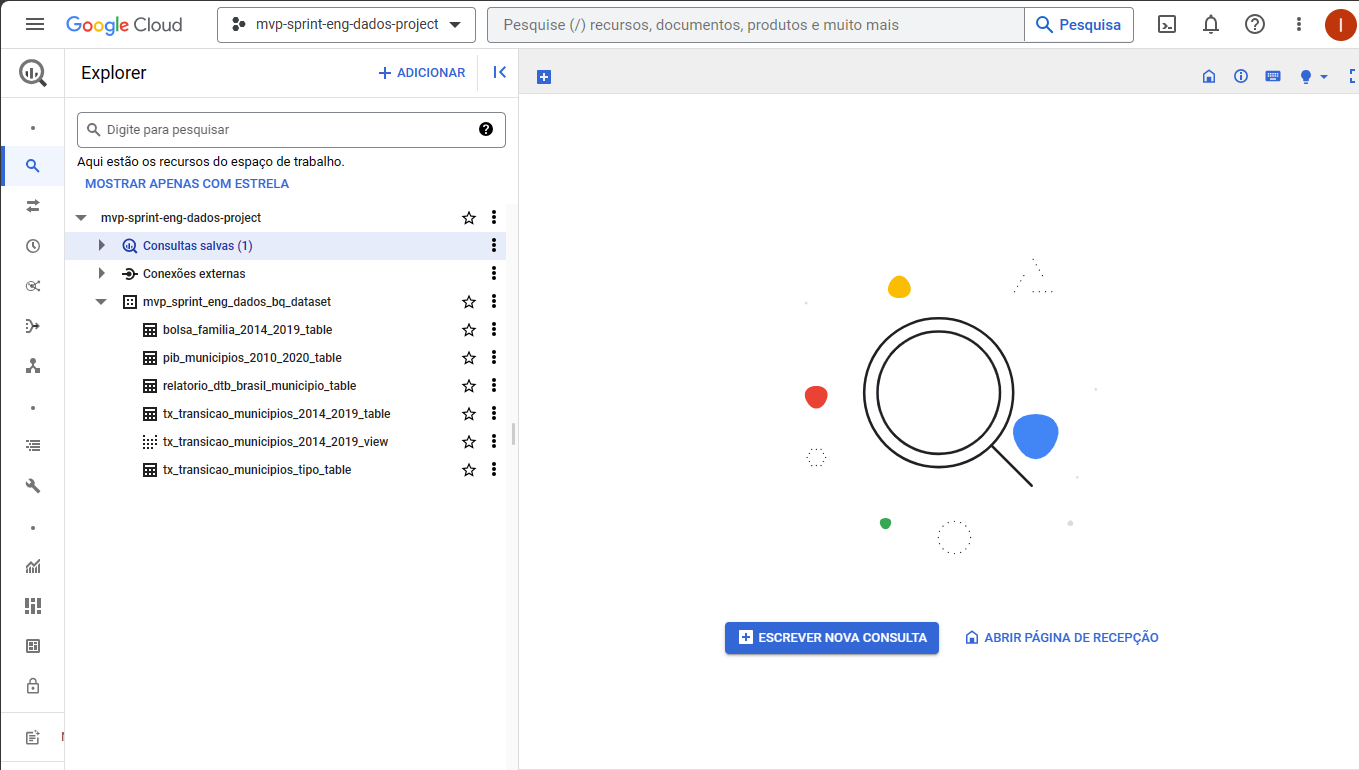 Google Cloud
mvp-sprint-eng-dados-project
Pesquise (/) recursos, documentos, produtos e muito mais
Pesquisa
I
Explorer
ADICIONAR
Digite para pesquisar
Aqui estão os recursos do espaço de trabalho.
MOSTRAR APENAS COM ESTRELA
mvp-sprint-eng-dados-project
Consultas salvas (1)
Conexões externas
mvp_sprint_eng_dados_bq_dataset
bolsa_familia_2014_2019_table
pib_municipios_2010_2020_table
relatorio_dtb_brasil_municipio_table
tx_transicao_municipios_2014_2019_table
tx_transicao_municipios_2014_2019_view
tx_transicao_municipios_tipo_table
ESCREVER NOVA CONSULTA
ABRIR PÁGINA DE RECEPÇÃO